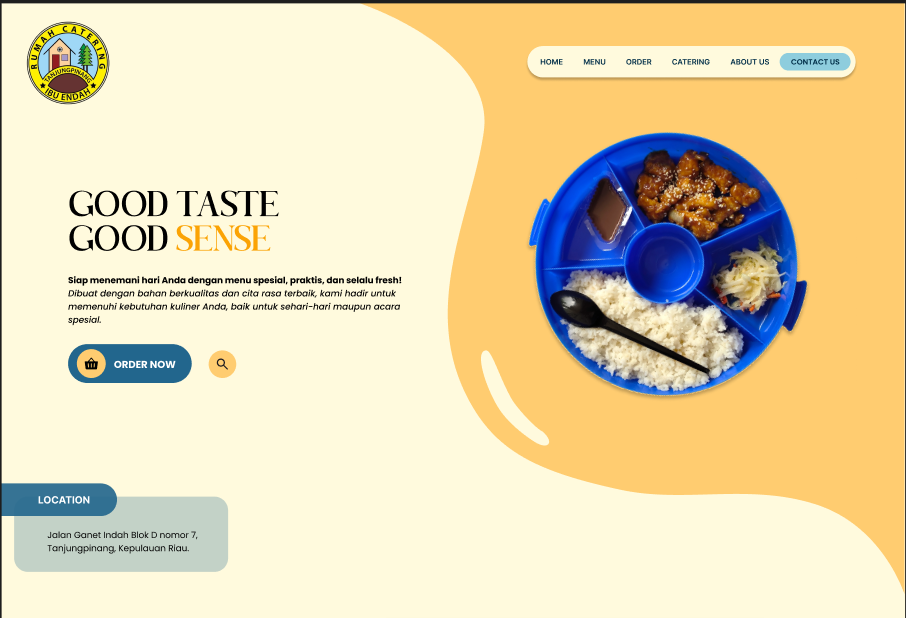 RUMAH CATERING
TANJUNGPINANG
IBU ENDAH
HOME MENU ORDER CATERING ABOUT US CONTACT US
GOOD TASTE
GOOD SENSE
Siap menemani hari Anda dengan menu spesial, praktis, dan selalu fresh!
Dibuat dengan bahan berkualitas dan cita rasa terbaik, kami hadir untuk
memenuhi kebutuhan kuliner Anda, baik untuk sehari-hari maupun acara
spesial.
ORDER NOW
LOCATION
Jalan Ganet Indah Blok D nomor 7,
Tanjungpinang, Kepulauan Riau.